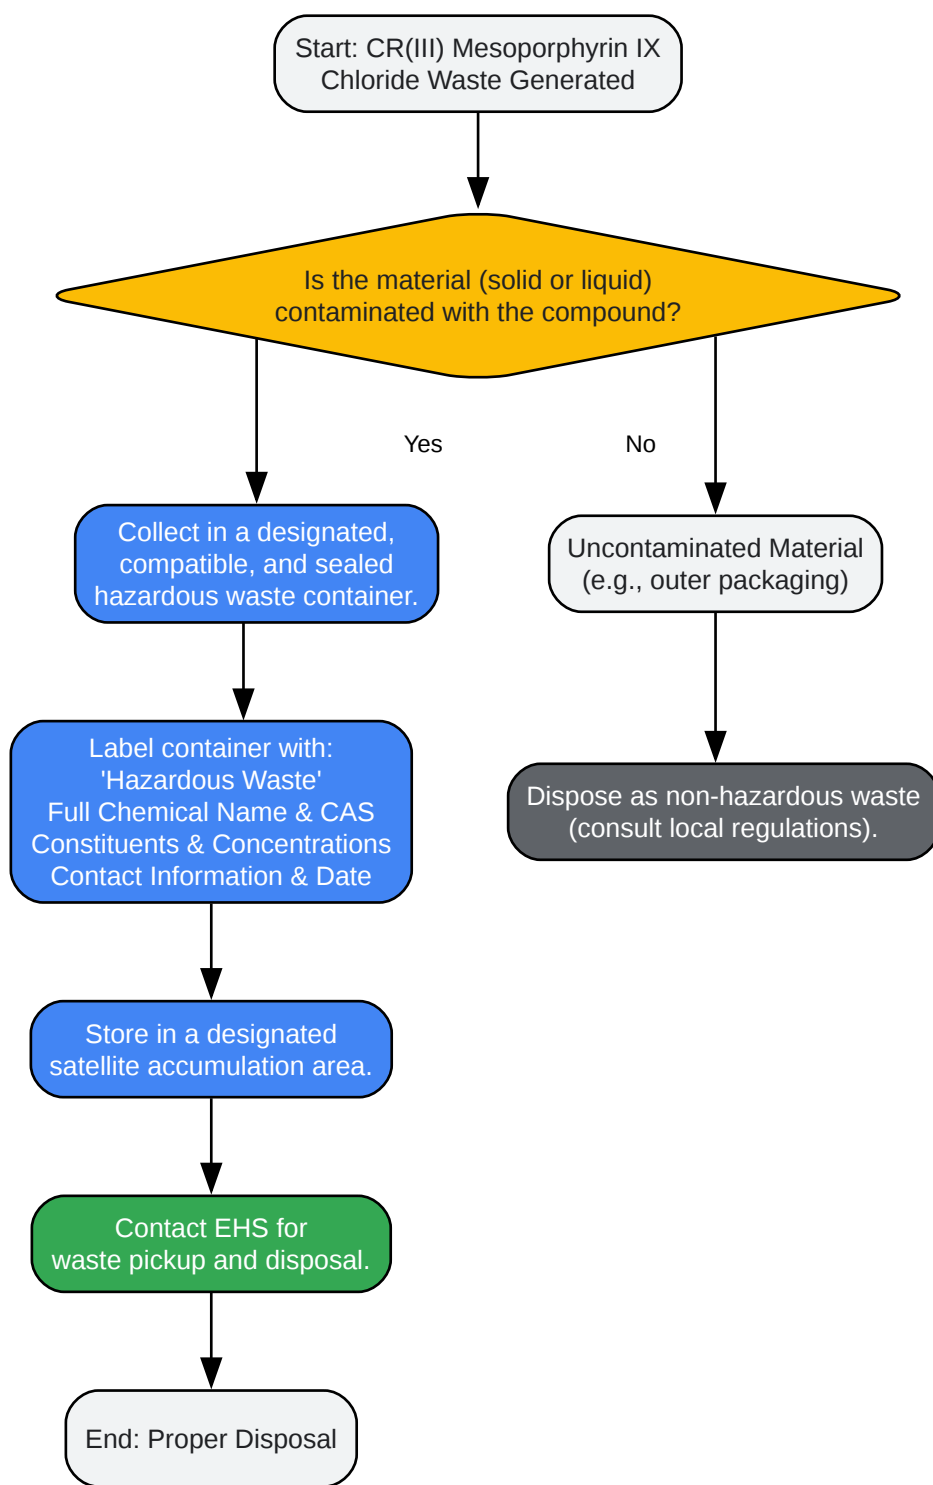 Start: CR(III) Mesoporphyrin IX
Chloride Waste Generated
Is the material (solid or liquid)
contaminated with the compound?
Yes
No
Collect in a designated,
compatible, and sealed
hazardous waste container.
Uncontaminated Material
(e.g., outer packaging)
Label container with:
'Hazardous Waste'
Full Chemical Name & CAS
Constituents & Concentrations
Contact Information & Date
Dispose as non-hazardous waste
(consult local regulations).
Store in a designated
satellite accumulation area.
Contact EHS for
waste pickup and disposal.
End: Proper Disposal